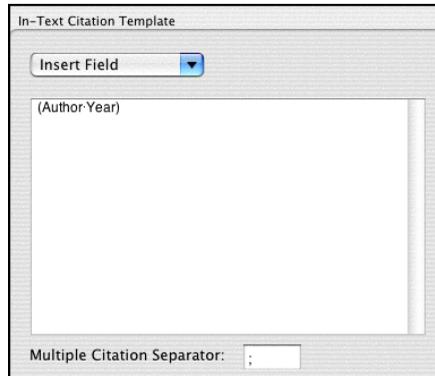 In-Text Citation Template
Insert Field
(Author·Year)
Multiple Citation Separator: ;